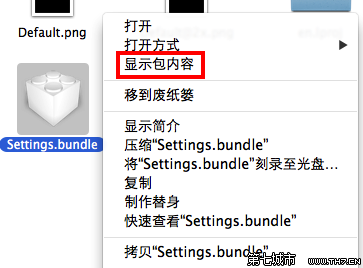 Default.png
Settings.bundle
打开
打开方式
显示包内容
移到废纸篓
显示简介
压缩“Settings.bundle”
将“Settings.bundle”刻录至光盘…
复制
制作替身
快速查看“Settings.bundle”
拷贝“Settings.bundle”
第七城市
WWW.TH7.CN